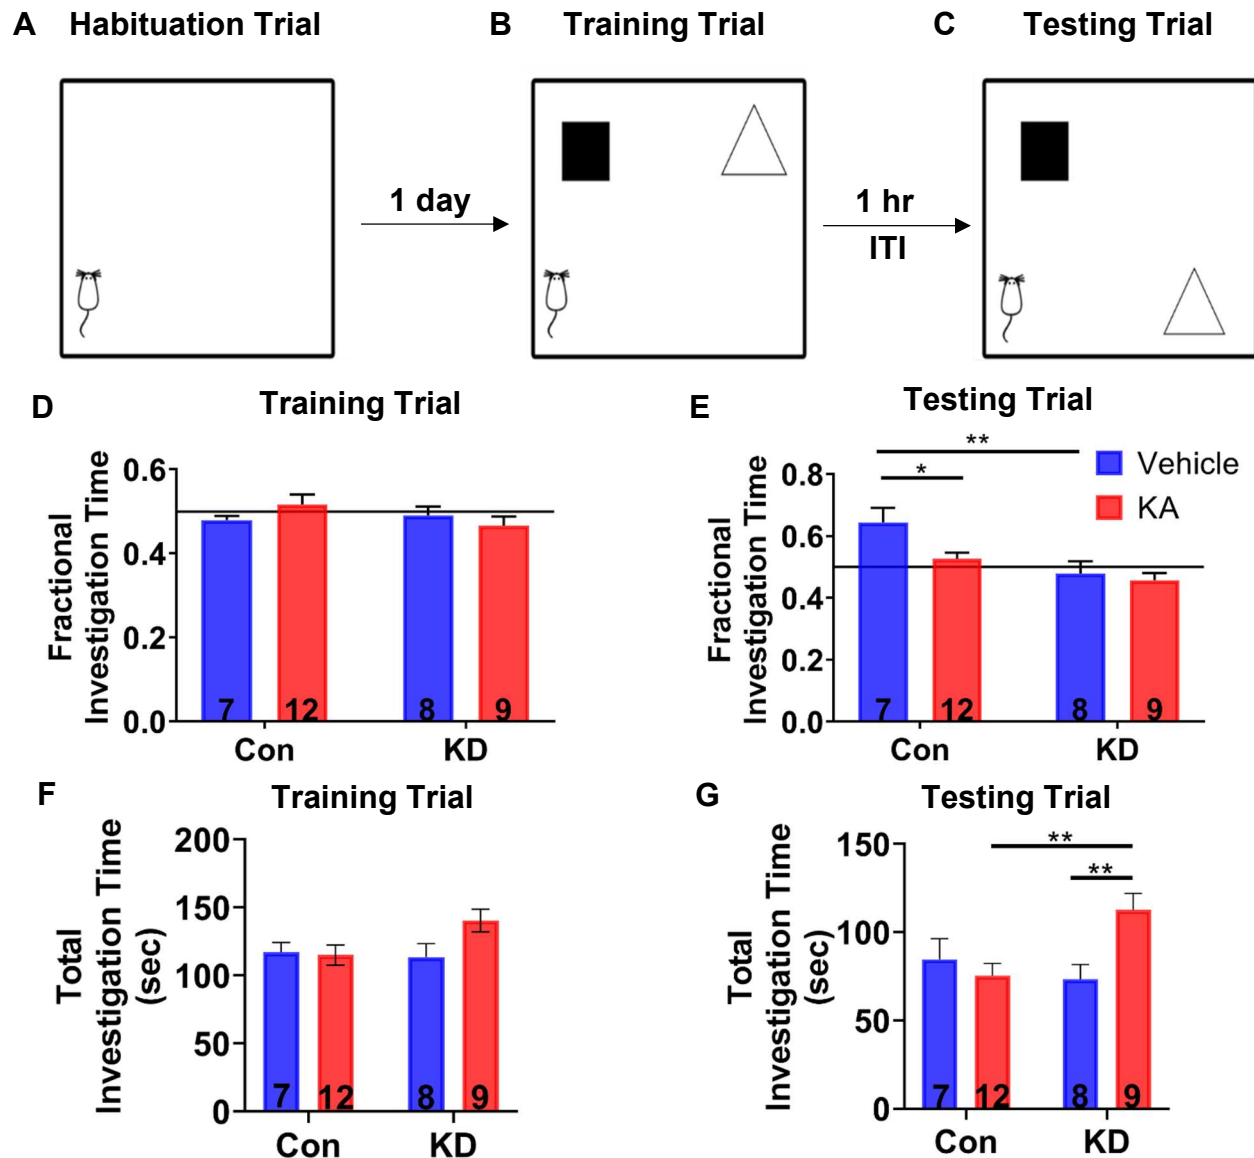 A Habituation Trial
B Training Trial
C Testing Trial
1 day
1 hr
ITI
D Training Trial
Fractional
Investigation Time
0.6
0.4
0.2
0.0
7 12 8 9
Con KD
E Testing Trial
Fractional
Investigation Time
0.8
0.6
0.4
0.2
0.0
**
*
Vehicle
KA
7 12 8 9
Con KD
F Training Trial
Total
Investigation Time
(sec)
200
150
100
50
0
7 12 8 9
Con KD
G Testing Trial
Total
Investigation Time
(sec)
150
100
50
0
**
**
7 12 8 9
Con KD